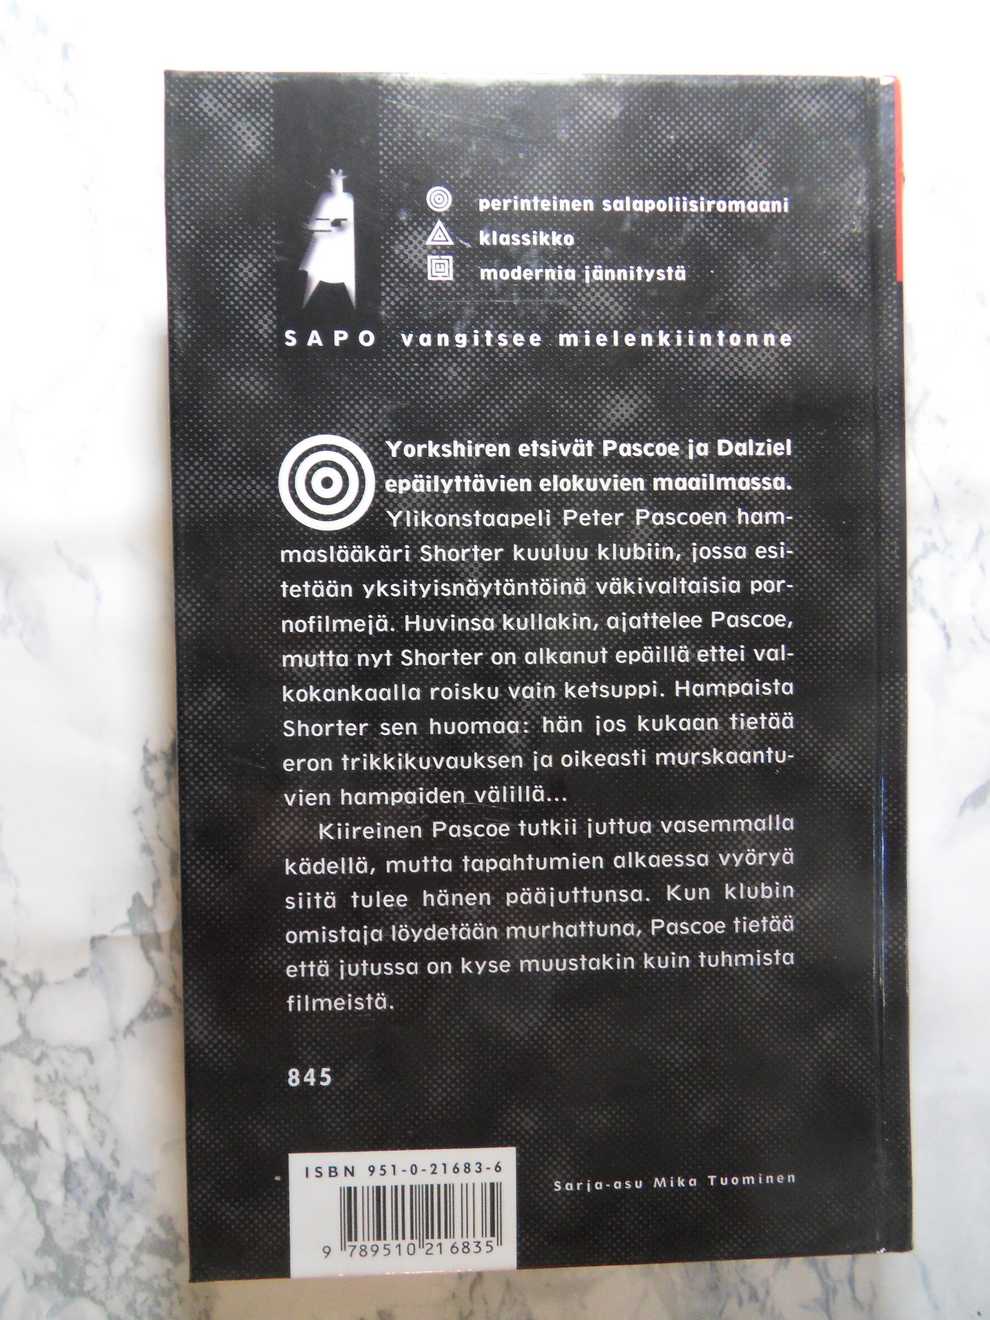 perinteinen salapoliisiromaani
klassikko
modernia jännitystä
SAPO vangitsee mielenkiintonne
Yorkshiren etsivät Pascoe ja Dalziel
epäilyttävien elokuvien maailmassa.
Ylikonstaapeli Peter Pascoen ham-
maslääkäri Shorter kuuluu klubiin, jossa esi-
tetään yksityisnäytäntöinä väkivaltaisia por-
nofilmejä. Huvinsa kullakin, ajattelee Pascoe,
mutta nyt Shorter on alkanut epäillä ettei val-
kokankaalla roisku vain ketsuppi. Hampaista
Shorter sen huomaa: hän jos kukaan tietää
eron trikkikuvauksen ja oikeasti murskaantu-
vien hampaiden välillä...
Kiireinen Pascoe tutkii juttua vasemmalla
kädellä, mutta tapahtumien alkaessa vyöryä
siitä tulee hänen pääjuttunsa. Kun klubin
omistaja löydetään murhattuna, Pascoe tietää
että jutussa on kyse muustakin kuin tuhmista
filmeistä.
845
ISBN 951-0-21683-6
Sarja-asu Mika Tuominen
9 789510 216835